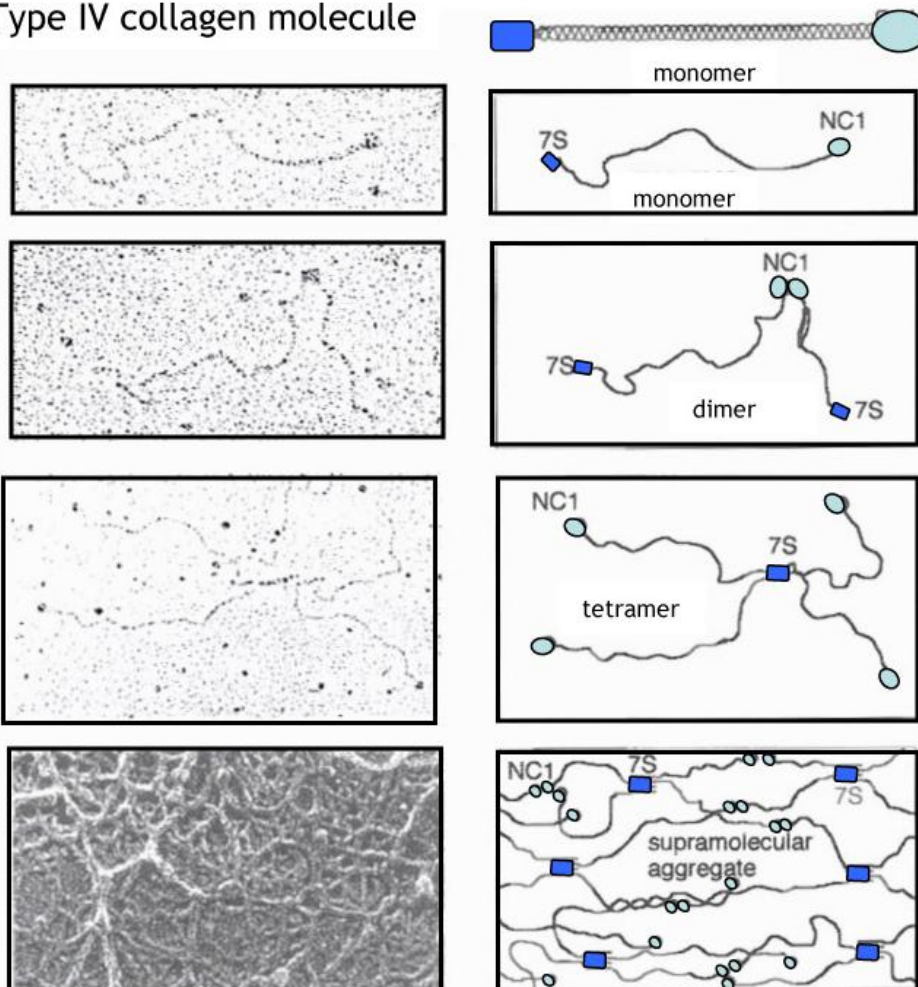 Type IV collagen molecule
monomer
7S
NC1
monomer
NC1
7S
7S
dimer
NC1
7S
tetramer
NC1
7S
7S
supramolecular
aggregate